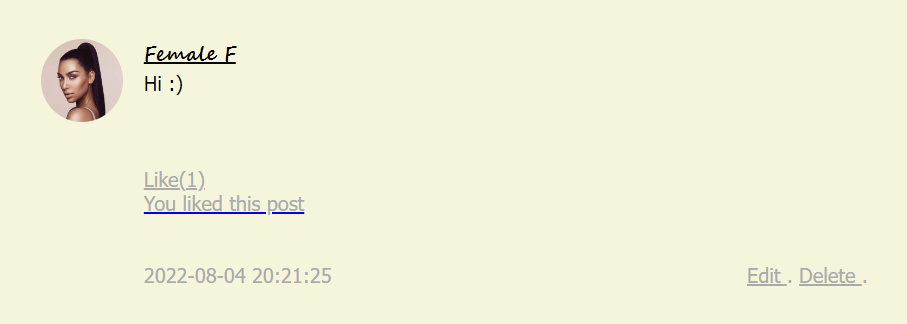 Female F
Hi :)
Like(1)
You liked this post
2022-08-04 20:21:25 Edit . Delete .